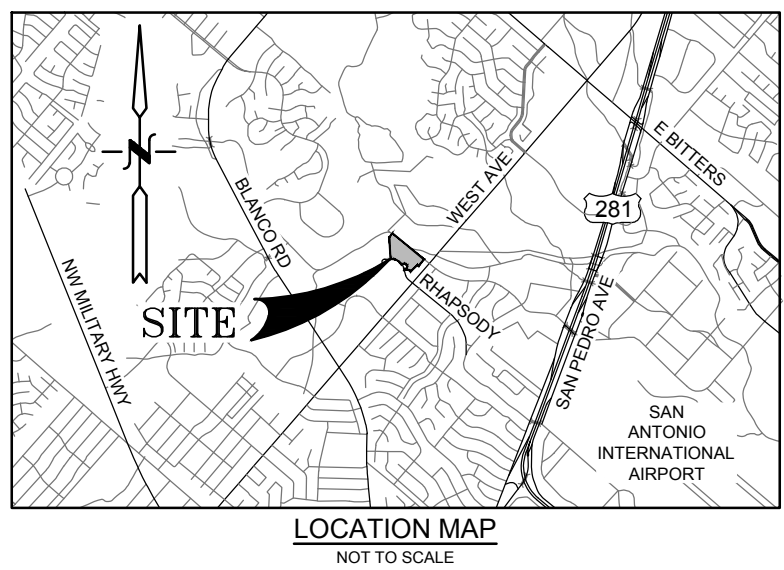 N
BLANCO RD
WEST AVE
E BITTERS
281
NW MILITARY HWY
SITE
RHAPSODY
SAN PEDRO AVE
SAN
ANTONIO
INTERNATIONAL
AIRPORT
LOCATION MAP
NOT TO SCALE